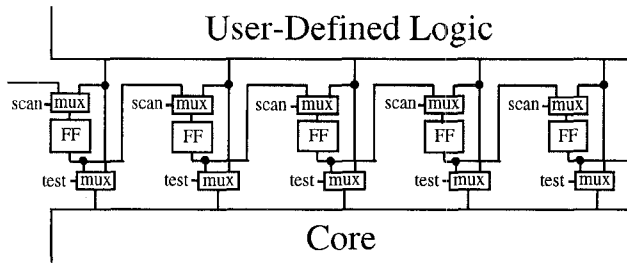 User-Defined Logic
scan mux scan mux scan mux scan mux scan mux
FF FF FF FF FF
test mux test mux test mux test mux test mux
Core